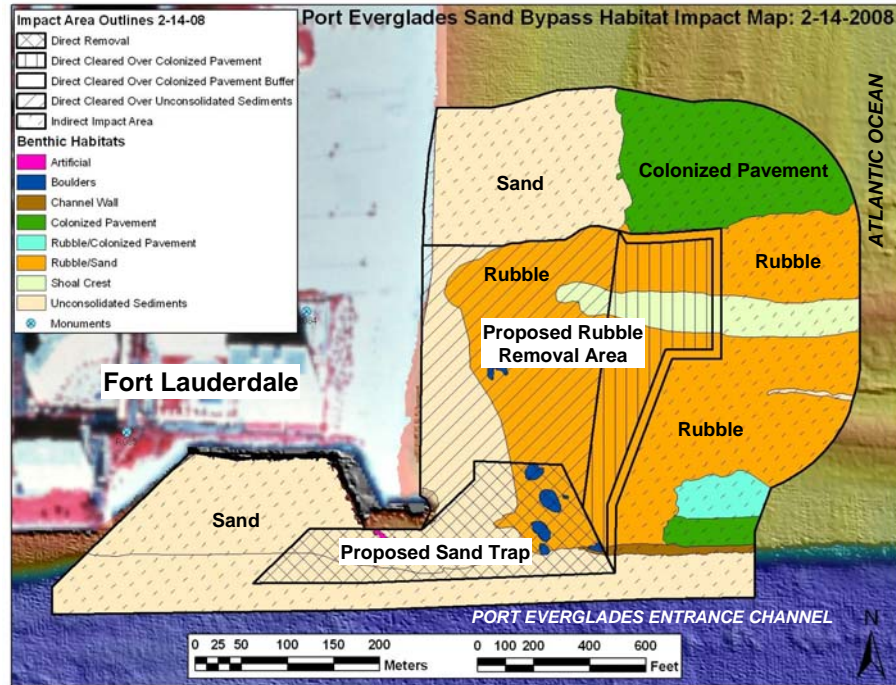 Port Everglades Sand Bypass Habitat Impact Map: 2-14-2008
Impact Area Outlines 2-14-08
Direct Removal
Direct Cleared Over Colonized Pavement
Direct Cleared Over Colonized Pavement Buffer
Direct Cleared Over Unconsolidated Sediments
Indirect Impact Area
Benthic Habitats
Artificial
Boulders
Channel Wall
Colonized Pavement
Rubble/Colonized Pavement
Rubble/Sand
Shoal Crest
Unconsolidated Sediments
Monuments
ATLANTIC OCEAN
Sand
Colonized Pavement
Rubble
Rubble
Proposed Rubble
Removal Area
Fort Lauderdale
Rubble
Sand
Proposed Sand Trap
PORT EVERGLADES ENTRANCE CHANNEL
N
0 25 50 100 150 200
Meters
0 100 200 400 600
Feet